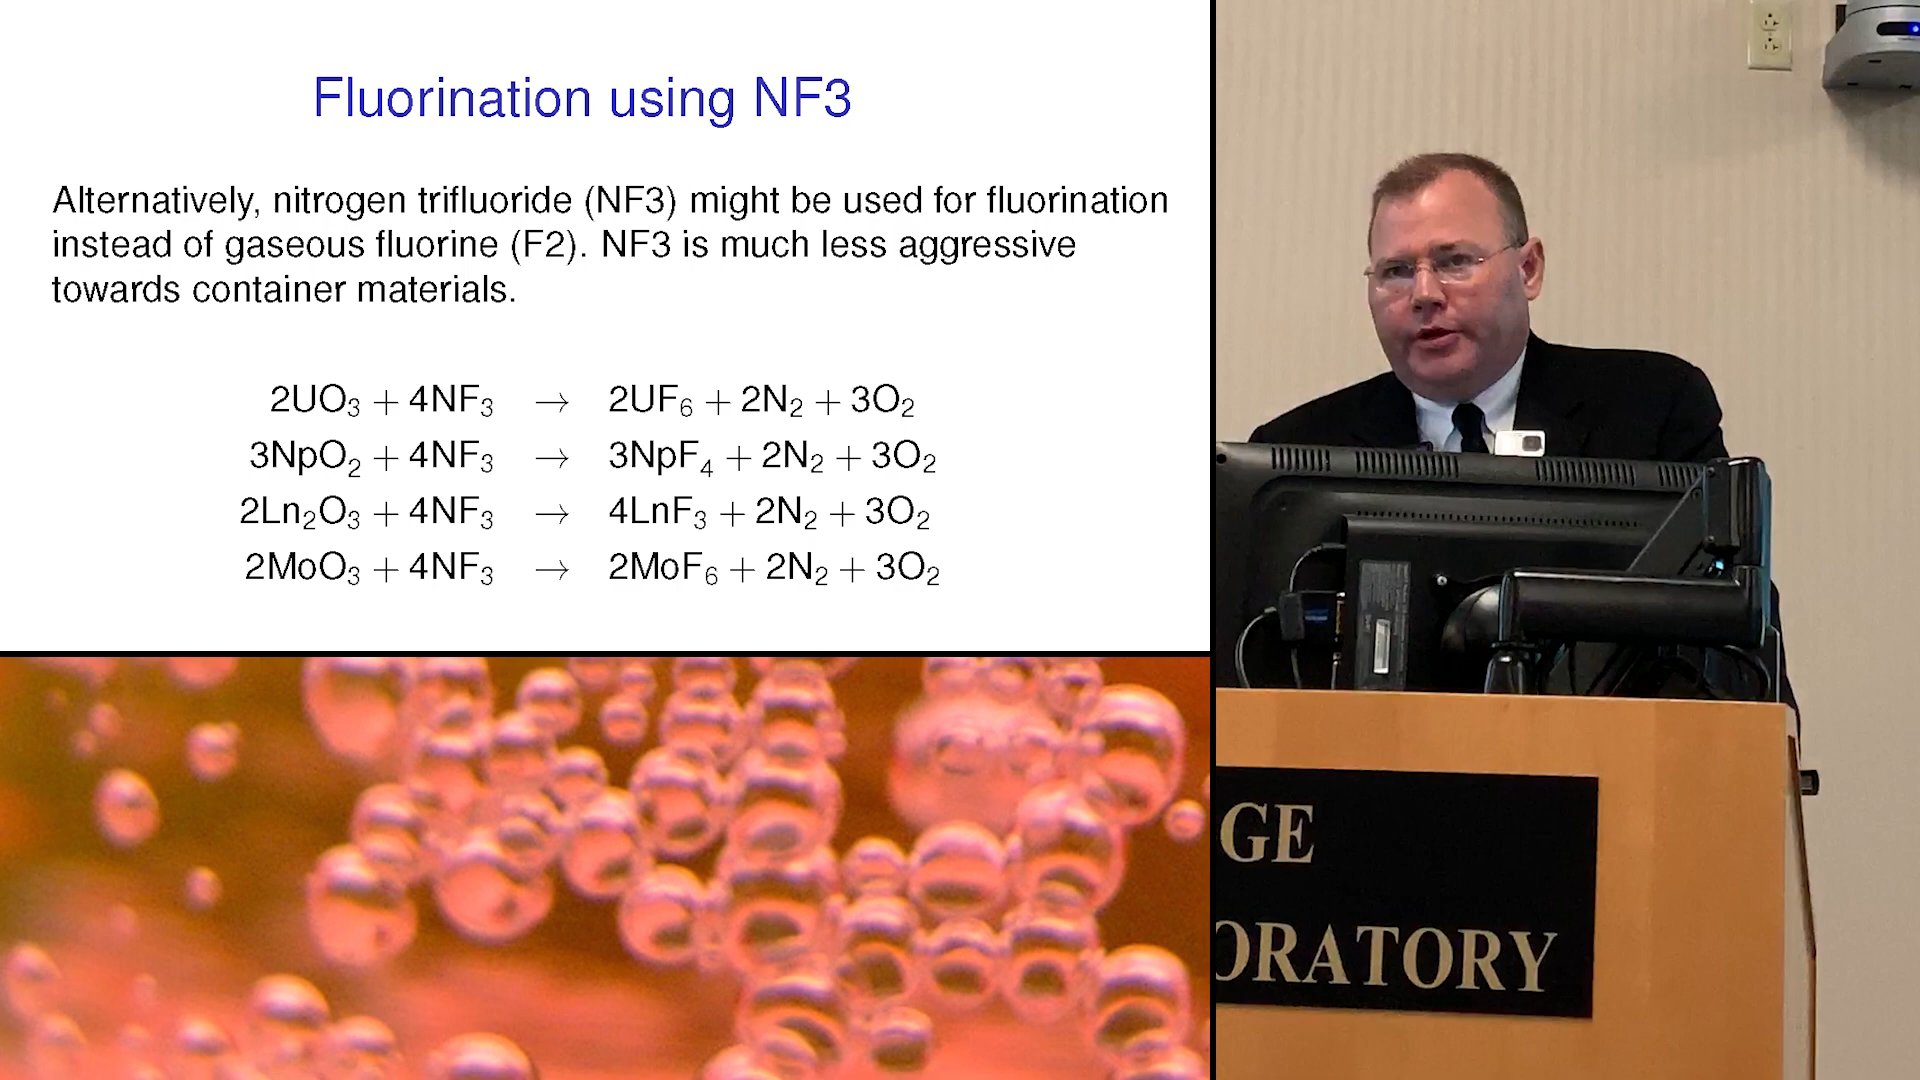 Fluorination using NF3
Alternatively, nitrogen trifluoride (NF3) might be used for fluorination
instead of gaseous fluorine (F2). NF3 is much less aggressive
towards container materials.
2UO₃ + 4NF₃ → 2UF₆ + 2N₂ + 3O₂
3NpO₂ + 4NF₃ → 3NpF₄ + 2N₂ + 3O₂
2Ln₂O₃ + 4NF₃ → 4LnF₃ + 2N₂ + 3O₂
2MoO₃ + 4NF₃ → 2MoF₆ + 2N₂ + 3O₂
GE
ORATORY